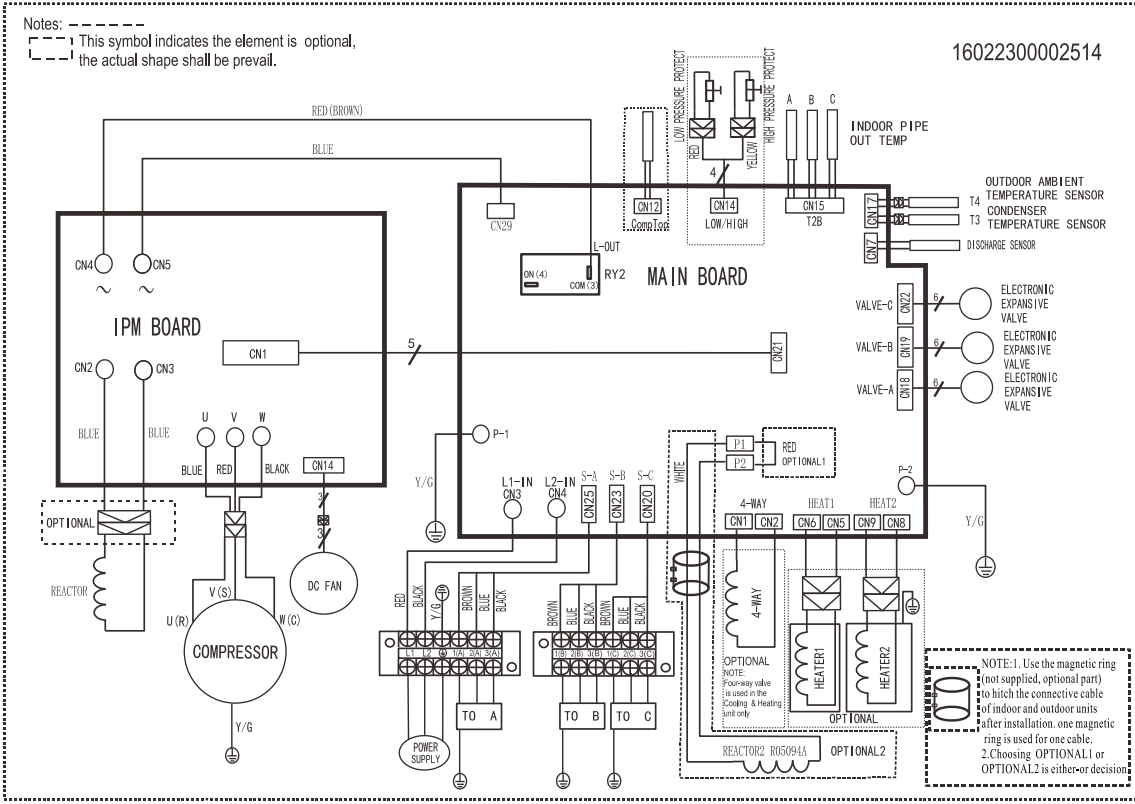 Notes:
This symbol indicates the element is optional,
the actual shape shall be prevail.
16022300002514
RED(BROWN)
BLUE
LOW PRESSURE PROTECT
HIGH PRESSURE PROTECT
RED
YELLOW
4
A B C
INDOOR PIPE
OUT TEMP
CN12
CompTop
CN14
LOW/HIGH
CN15
T2B
CN29
CN17
T4
OUTDOOR AMBIENT
TEMPERATURE SENSOR
T3
CONDENSER
TEMPERATURE SENSOR
CN7
DISCHARGE SENSOR
L-OUT
ON(4)
COM(3)
RY2
MAIN BOARD
CN4
CN5
IPM BOARD
CN1
5
CN21
VALVE-C
CN22
6
ELECTRONIC
EXPANSIVE
VALVE
VALVE-B
CN19
6
ELECTRONIC
EXPANSIVE
VALVE
VALVE-A
CN18
6
ELECTRONIC
EXPANSIVE
VALVE
CN2
CN3
BLUE
BLUE
U V W
BLUE
RED
BLACK
CN14
3
3
DC FAN
OPTIONAL
REACTOR
V(S)
U(R)
W(C)
COMPRESSOR
Y/G
P-1
Y/G
L1-IN
CN3
L2-IN
CN4
S-A
CN25
S-B
CN23
S-C
CN20
WHITE
P1
P2
RED
OPTIONAL1
P-2
Y/G
4-WAY
CN1
CN2
HEAT1
CN6
CN5
HEAT2
CN9
CN8
RED
BLACK
Y/G
BROWN
BLUE
BLACK
BROWN
BLUE
BLACK
BROWN
BLUE
BLACK
L1 L2 1(A) 2(A) 3(A)
1(B) 2(B) 3(B) 1(C) 2(C) 3(C)
POWER
SUPPLY
TO A
TO B
TO C
4-WAY
OPTIONAL
NOTE:
Four-way valve
is used in the
Cooling & Heating
unit only
HEATER1
HEATER2
OPTIONAL
REACTOR2 R05094A
OPTIONAL2
NOTE:1. Use the magnetic ring
(not supplied, optional part)
to hitch the connective cable
of indoor and outdoor units
after installation. one magnetic
ring is used for one cable.
2.Choosing OPTIONAL1 or
OPTIONAL2 is either-or decision